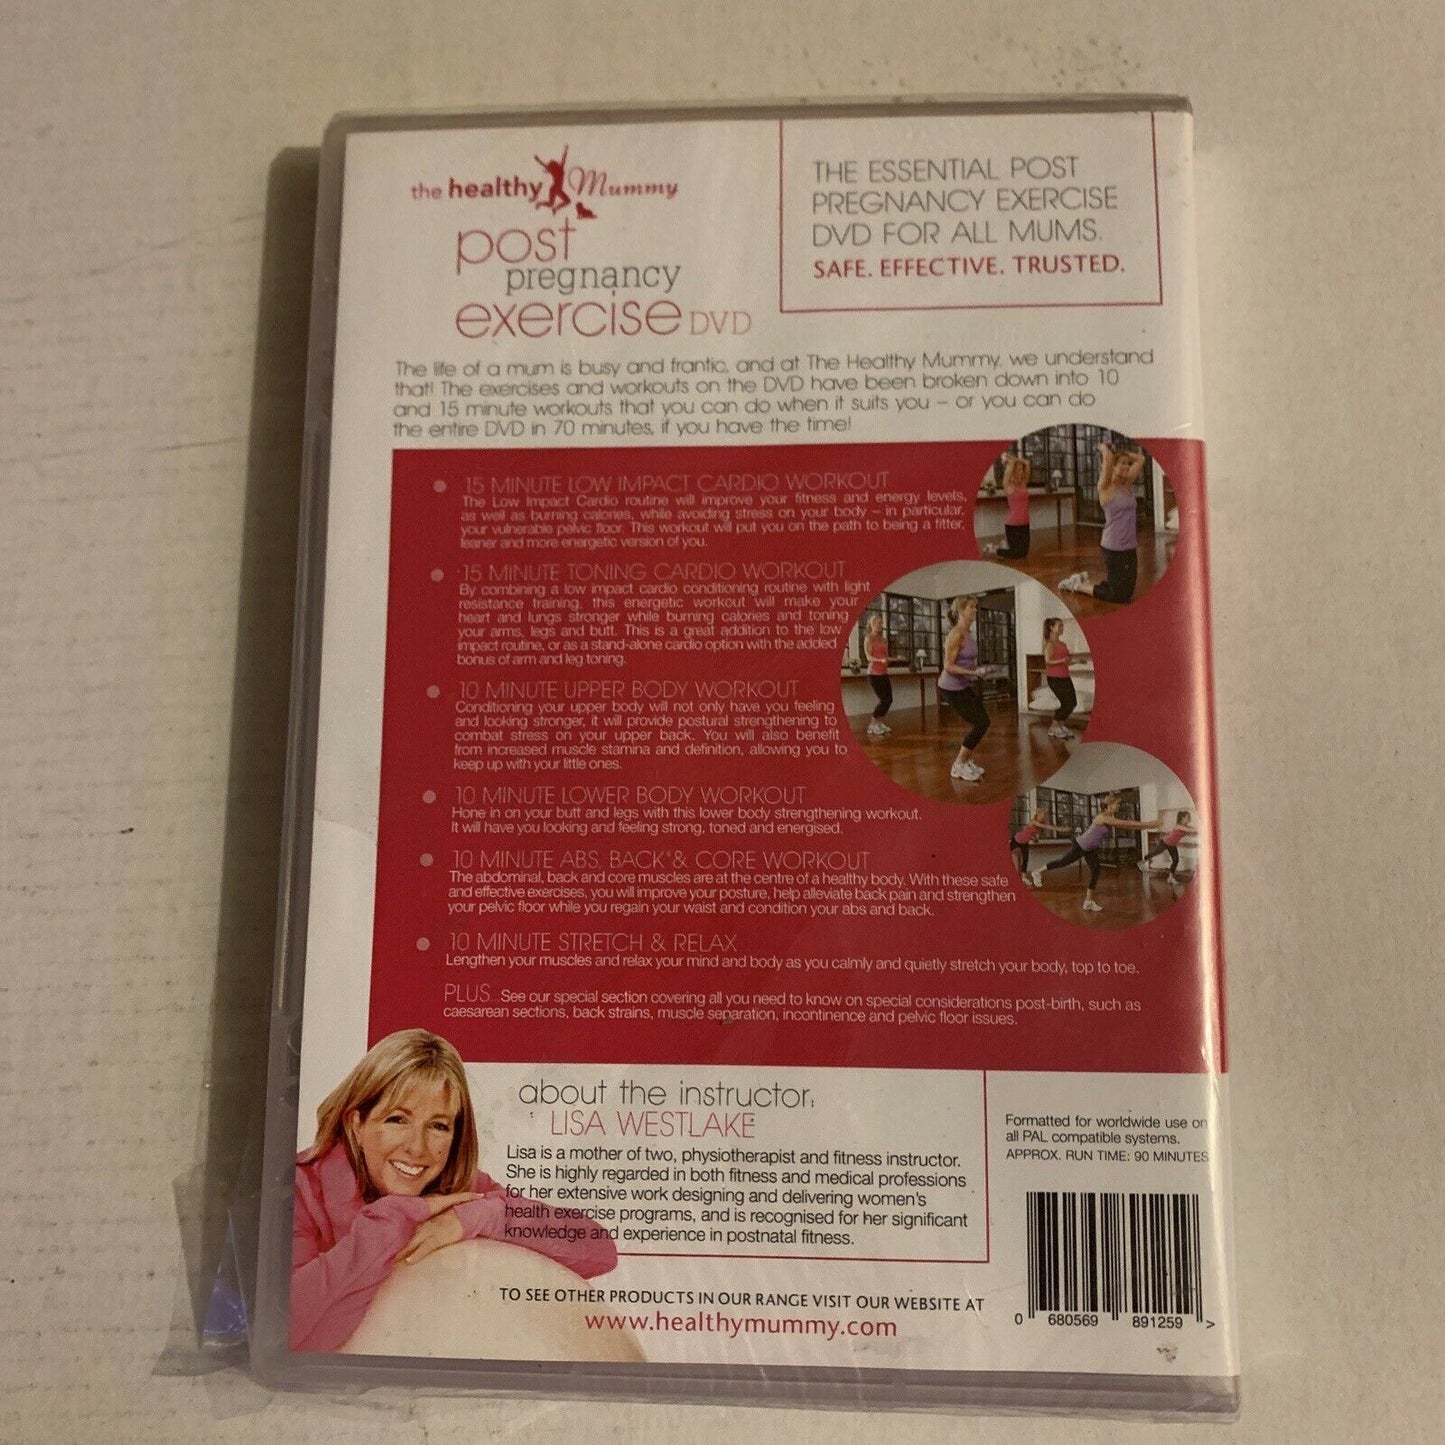 the healthy Mummy
post
pregnancy
exercise DVD
THE ESSENTIAL POST
PREGNANCY EXERCISE
DVD FOR ALL MUMS.
SAFE. EFFECTIVE. TRUSTED.
The life of a mum is busy and frantic, and at The Healthy Mummy, we understand
that! The exercises and workouts on the DVD have been broken down into 10
and 15 minute workouts that you can do when it suits you – or you can do
the entire DVD in 70 minutes, if you have the time!
15 MINUTE LOW IMPACT CARDIO WORKOUT
The Low Impact Cardio routine will improve your fitness and energy levels,
as well as burning calories, while avoiding stress on your body – in particular,
your vulnerable pelvic floor. This workout will put you on the path to being a fitter,
leaner and more energetic version of you.
15 MINUTE TONING CARDIO WORKOUT
By combining a low impact cardio conditioning routine with light
resistance training, this energetic workout will make your
heart and lungs stronger while burning calories and toning
your arms, legs and butt. This is a great addition to the low
impact routine, or as a stand-alone cardio option with the added
bonus of arm and leg toning.
10 MINUTE UPPER BODY WORKOUT
Conditioning your upper body will not only have you feeling
and looking stronger, it will provide postural strengthening to
combat stress on your upper back. You will also benefit
from increased muscle stamina and definition, allowing you to
keep up with your little ones.
10 MINUTE LOWER BODY WORKOUT
Hone in on your butt and legs with this lower body strengthening workout.
It will have you looking and feeling strong, toned and energised.
10 MINUTE ABS, BACK & CORE WORKOUT
The abdominal, back and core muscles are at the centre of a healthy body. With these safe
and effective exercises, you will improve your posture, help alleviate back pain and strengthen
your pelvic floor while you regain your waist and condition your abs and back.
10 MINUTE STRETCH & RELAX
Lengthen your muscles and relax your mind and body as you calmly and quietly stretch your body, top to toe.
PLUS...See our special section covering all you need to know on special considerations post-birth, such as
caesarean sections, back strains, muscle separation, incontinence and pelvic floor issues.
about the instructor:
LISA WESTLAKE
Lisa is a mother of two, physiotherapist and fitness instructor.
She is highly regarded in both fitness and medical professions
for her extensive work designing and delivering women's
health exercise programs, and is recognised for her significant
knowledge and experience in postnatal fitness.
Formatted for worldwide use on
all PAL compatible systems.
APPROX. RUN TIME: 90 MINUTES
0 680569 891259 >
TO SEE OTHER PRODUCTS IN OUR RANGE VISIT OUR WEBSITE AT
www.healthymummy.com